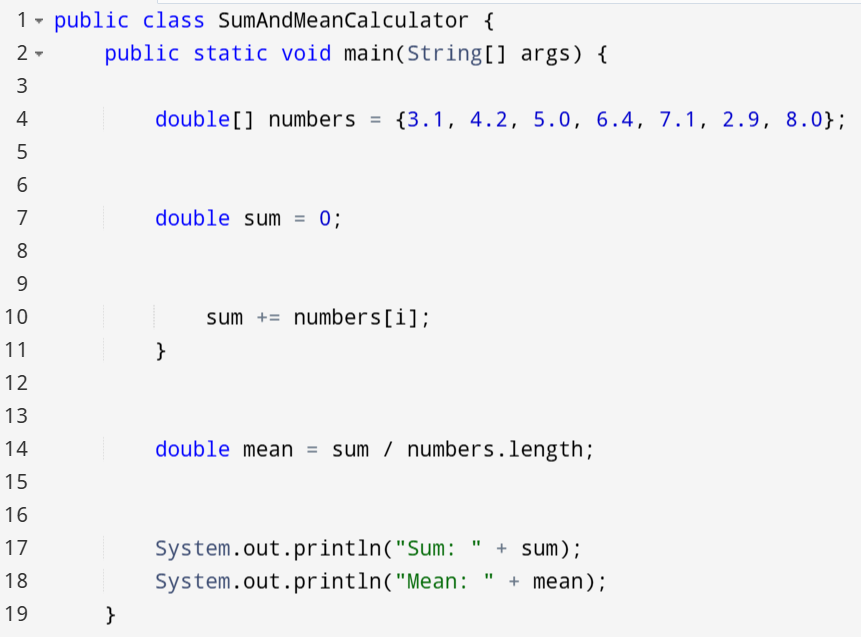 1 public class SumAndMeanCalculator {
2 public static void main(String[] args) {
3
4 double[] numbers = {3.1, 4.2, 5.0, 6.4, 7.1, 2.9, 8.0};
5
6
7 double sum = 0;
8
9
10 sum += numbers[i];
11 }
12
13
14 double mean = sum / numbers.length;
15
16
17 System.out.println("Sum: " + sum);
18 System.out.println("Mean: " + mean);
19 }